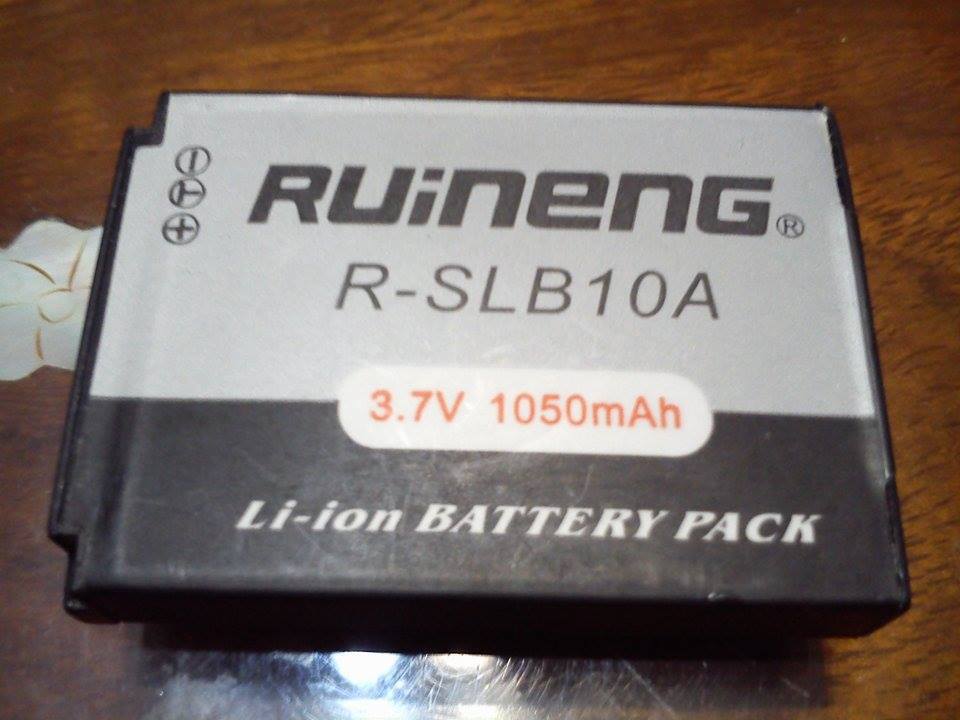 RUiNENG®
R-SLB10A
3.7V 1050mAh
Li-ion BATTERY PACK
⊖
Ⓣ
⊕